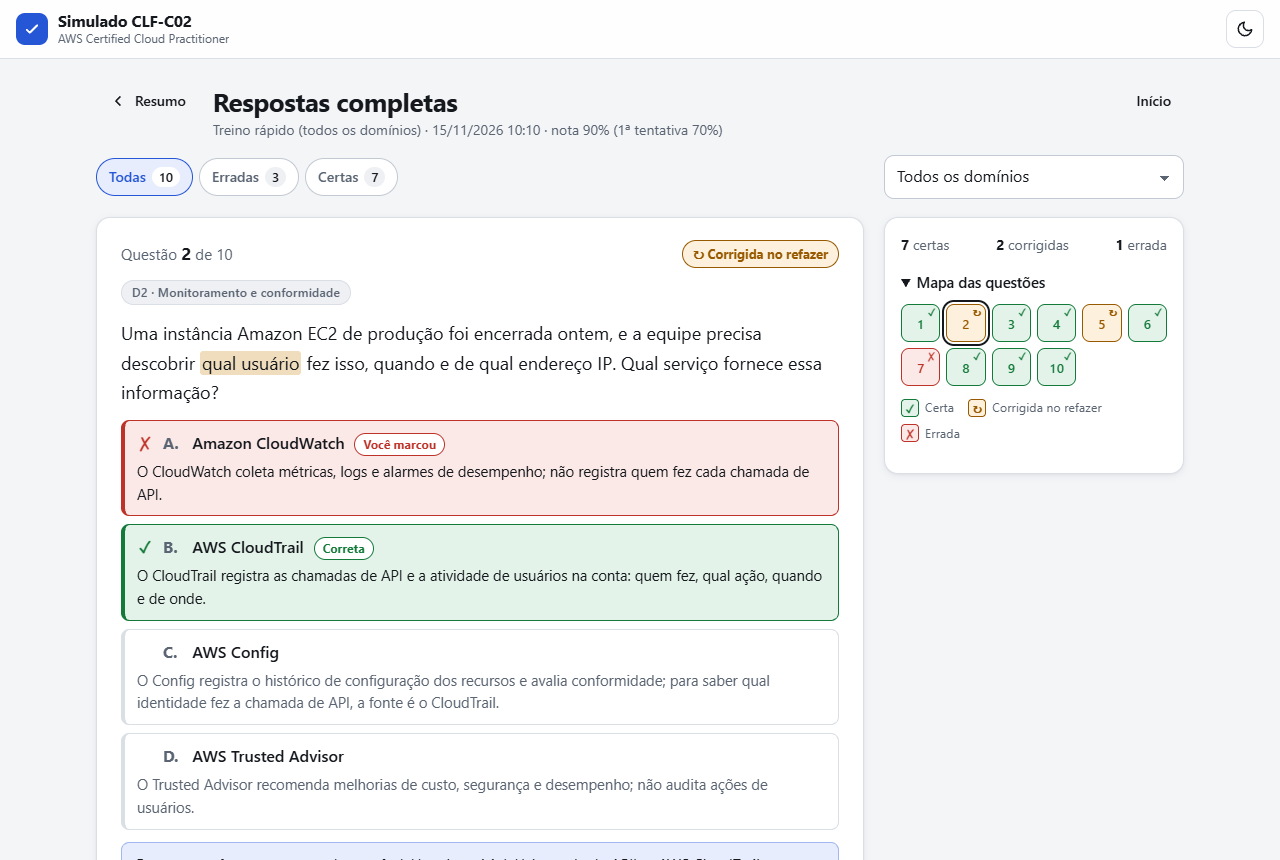 Simulado CLF-C02
AWS Certified Cloud Practitioner
Resumo
Respostas completas
Início
Treino rápido (todos os domínios) · 15/11/2026 10:10 · nota 90% (1ª tentativa 70%)
Todas 10
Erradas 3
Certas 7
Todos os domínios
Questão 2 de 10
↻ Corrigida no refazer
D2 · Monitoramento e conformidade
Uma instância Amazon EC2 de produção foi encerrada ontem, e a equipe precisa
descobrir qual usuário fez isso, quando e de qual endereço IP. Qual serviço fornece essa
informação?
✗ A. Amazon CloudWatch Você marcou
O CloudWatch coleta métricas, logs e alarmes de desempenho; não registra quem fez cada chamada de
API.
✓ B. AWS CloudTrail Correta
O CloudTrail registra as chamadas de API e a atividade de usuários na conta: quem fez, qual ação, quando
e de onde.
C. AWS Config
O Config registra o histórico de configuração dos recursos e avalia conformidade; para saber qual
identidade fez a chamada de API, a fonte é o CloudTrail.
D. AWS Trusted Advisor
O Trusted Advisor recomenda melhorias de custo, segurança e desempenho; não audita ações de
usuários.
7 certas 2 corrigidas 1 errada
▼ Mapa das questões
1 ✓ 2 ↻ 3 ✓ 4 ✓ 5 ↻ 6 ✓
7 ✗ 8 ✓ 9 ✓ 10 ✓
✓ Certa ↻ Corrigida no refazer
✗ Errada